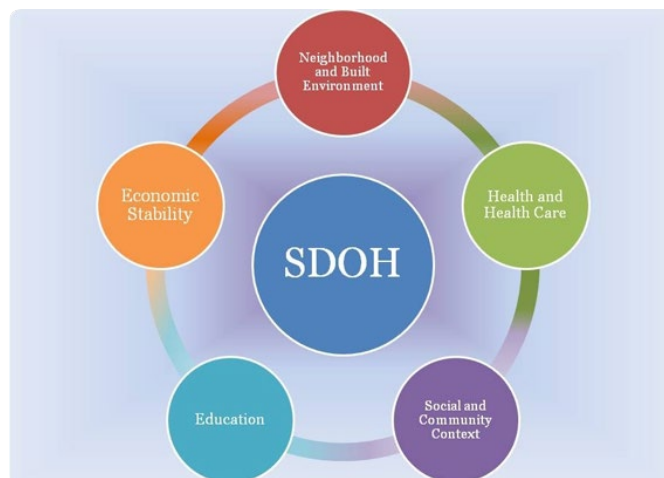 Neighborhood
and Built
Environment
Economic
Stability
Health and
Health Care
SDOH
Education
Social and
Community
Context